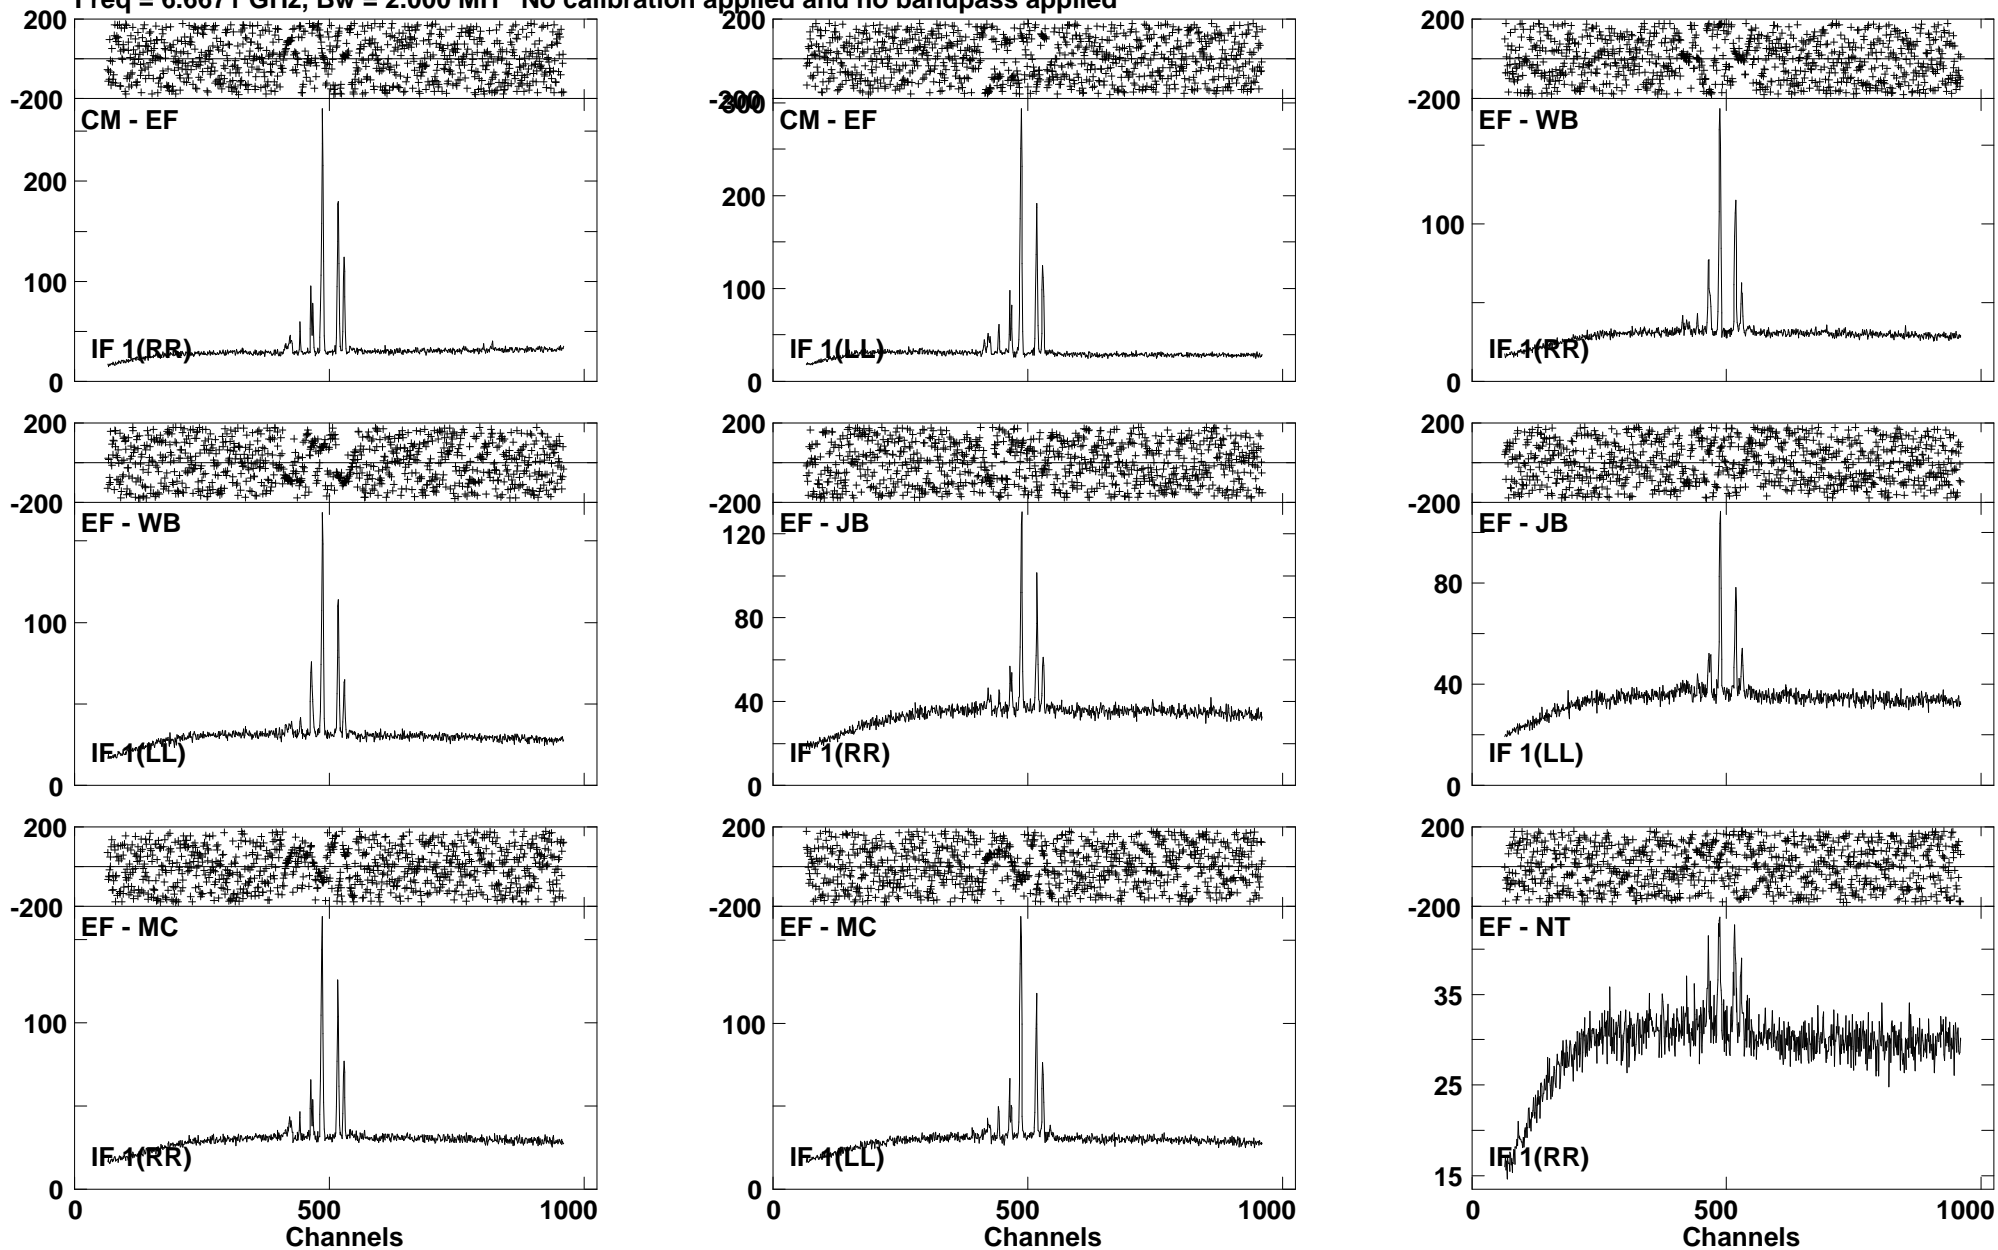 Freq = 6.6671 GHz, Bw = 2.000 MH No calibration applied and no bandpass applied
200 200 200
-200 -200 -200
CM - EF 300 CM - EF EF - WB
200 200 100
100 100
IF 1(RR) IF 1(LL) IF 1(RR)
0 0 0
200 200 200
-200 -200 -200
EF - WB EF - JB EF - JB
100 120 80
80 40
40
IF 1(LL) IF 1(RR) IF 1(LL)
0 0 0
200 200 200
-200 -200 -200
EF - MC EF - MC EF - NT
100 100 35
25
IF 1(RR) IF 1(LL) IF 1(RR)
0 0 15
0 500 1000 0 500 1000 0 500 1000
Channels Channels Channels